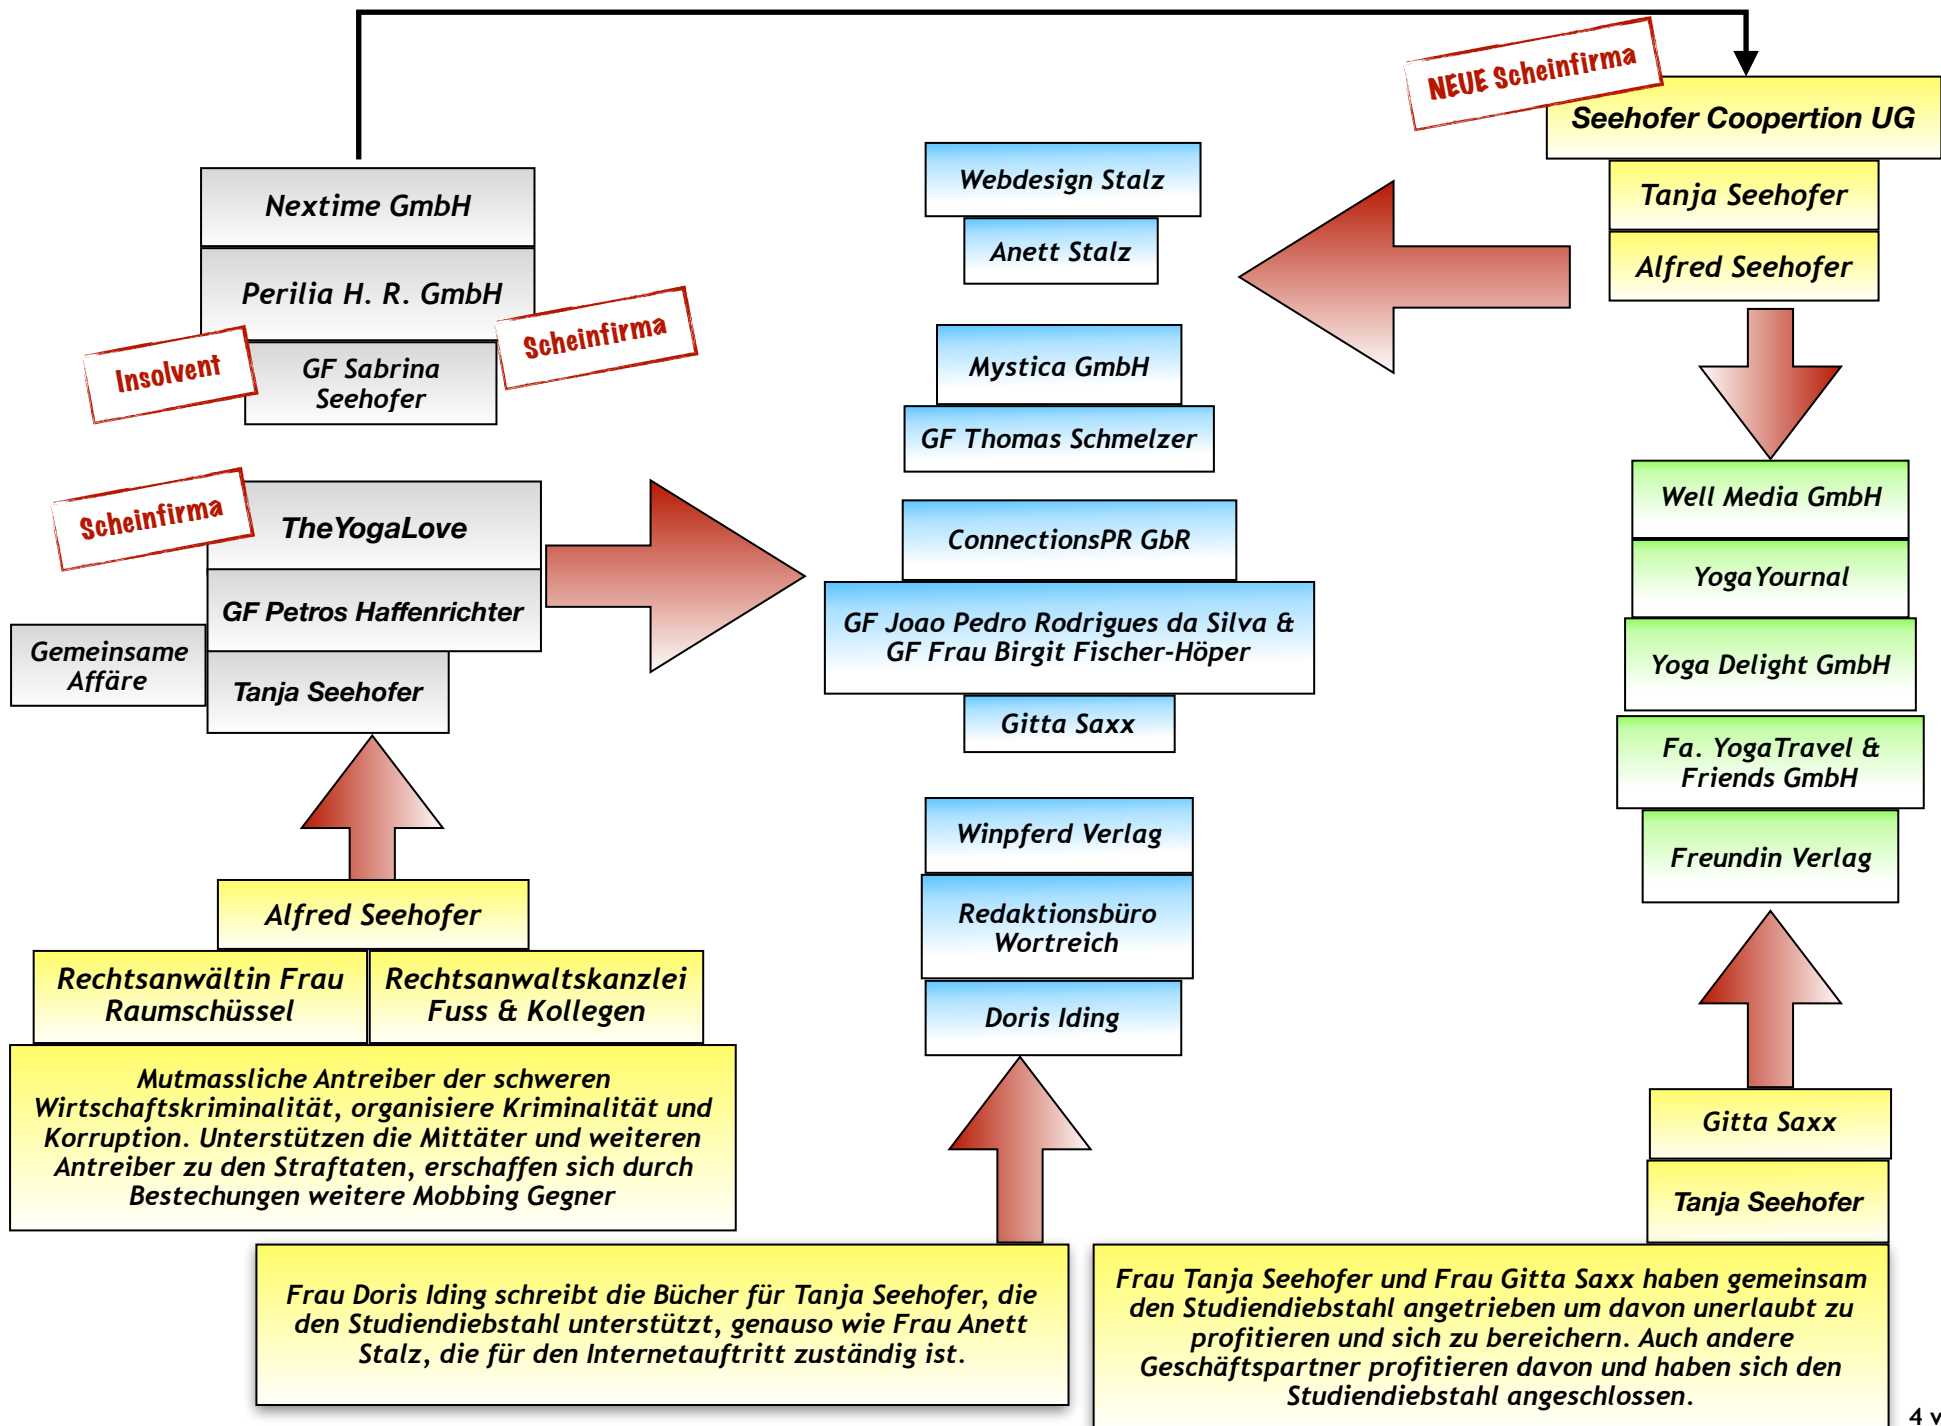 NEUE Scheinfirma
Seehofer Coopertion UG
Tanja Seehofer
Alfred Seehofer
Nextime GmbH
Perilia H. R. GmbH
Insolvent
Scheinfirma
GF Sabrina
Seehofer
Webdesign Stalz
Anett Stalz
Mystica GmbH
GF Thomas Schmelzer
Scheinfirma
TheYogaLove
GF Petros Haffenrichter
Gemeinsame
Affäre
Tanja Seehofer
ConnectionsPR GbR
GF Joao Pedro Rodrigues da Silva &
GF Frau Birgit Fischer-Höper
Gitta Saxx
Well Media GmbH
YogaYournal
Yoga Delight GmbH
Fa. YogaTravel &
Friends GmbH
Freundin Verlag
Winpferd Verlag
Redaktionsbüro
Wortreich
Doris Iding
Alfred Seehofer
Rechtsanwältin Frau
Raumschüssel
Rechtsanwaltskanzlei
Fuss & Kollegen
Mutmassliche Antreiber der schweren
Wirtschaftskriminalität, organisiere Kriminalität und
Korruption. Unterstützen die Mittäter und weiteren
Antreiber zu den Straftaten, erschaffen sich durch
Bestechungen weitere Mobbing Gegner
Gitta Saxx
Tanja Seehofer
Frau Doris Iding schreibt die Bücher für Tanja Seehofer, die
den Studiendiebstahl unterstützt, genauso wie Frau Anett
Stalz, die für den Internetauftritt zuständig ist.
Frau Tanja Seehofer und Frau Gitta Saxx haben gemeinsam
den Studiendiebstahl angetrieben um davon unerlaubt zu
profitieren und sich zu bereichern. Auch andere
Geschäftspartner profitieren davon und haben sich den
Studiendiebstahl angeschlossen.
4 v